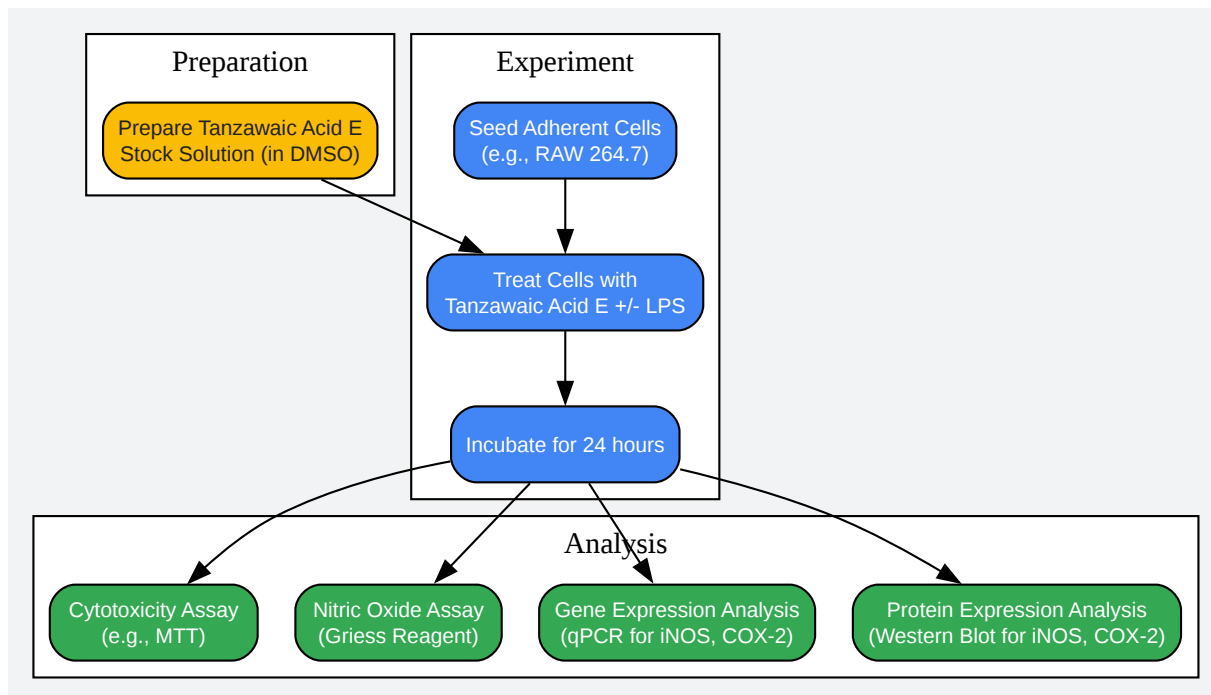 Preparation
Prepare Tanzawaic Acid E
Stock Solution (in DMSO)
Experiment
Seed Adherent Cells
(e.g., RAW 264.7)
Treat Cells with
Tanzawaic Acid E +/- LPS
Incubate for 24 hours
Analysis
Cytotoxicity Assay
(e.g., MTT)
Nitric Oxide Assay
(Griess Reagent)
Gene Expression Analysis
(qPCR for iNOS, COX-2)
Protein Expression Analysis
(Western Blot for iNOS, COX-2)